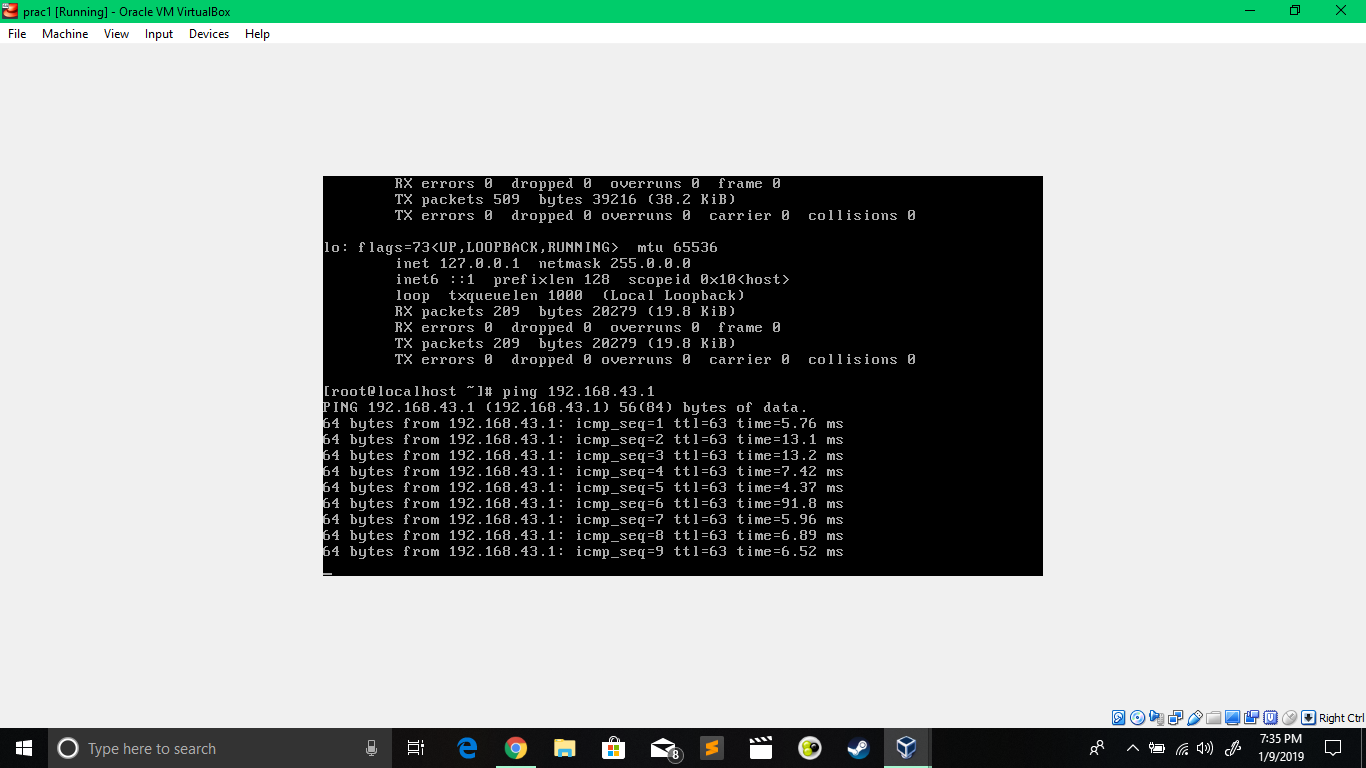 prac1 [Running] - Oracle VM VirtualBox
File Machine View Input Devices Help
RX errors 0  dropped 0  overruns 0  frame 0
TX packets 509  bytes 39216 (38.2 KiB)
TX errors 0  dropped 0 overruns 0  carrier 0  collisions 0
lo: flags=73<UP,LOOPBACK,RUNNING>  mtu 65536
inet 127.0.0.1  netmask 255.0.0.0
inet6 ::1  prefixlen 128  scopeid 0x10<host>
loop  txqueuelen 1000  (Local Loopback)
RX packets 209  bytes 20279 (19.8 KiB)
RX errors 0  dropped 0  overruns 0  frame 0
TX packets 209  bytes 20279 (19.8 KiB)
TX errors 0  dropped 0 overruns 0  carrier 0  collisions 0
[root@localhost ~]# ping 192.168.43.1
PING 192.168.43.1 (192.168.43.1) 56(84) bytes of data.
64 bytes from 192.168.43.1: icmp_seq=1 ttl=63 time=5.76 ms
64 bytes from 192.168.43.1: icmp_seq=2 ttl=63 time=13.1 ms
64 bytes from 192.168.43.1: icmp_seq=3 ttl=63 time=13.2 ms
64 bytes from 192.168.43.1: icmp_seq=4 ttl=63 time=7.42 ms
64 bytes from 192.168.43.1: icmp_seq=5 ttl=63 time=4.37 ms
64 bytes from 192.168.43.1: icmp_seq=6 ttl=63 time=91.8 ms
64 bytes from 192.168.43.1: icmp_seq=7 ttl=63 time=5.96 ms
64 bytes from 192.168.43.1: icmp_seq=8 ttl=63 time=6.89 ms
64 bytes from 192.168.43.1: icmp_seq=9 ttl=63 time=6.52 ms
Right Ctrl
Type here to search
8
7:35 PM
1/9/2019